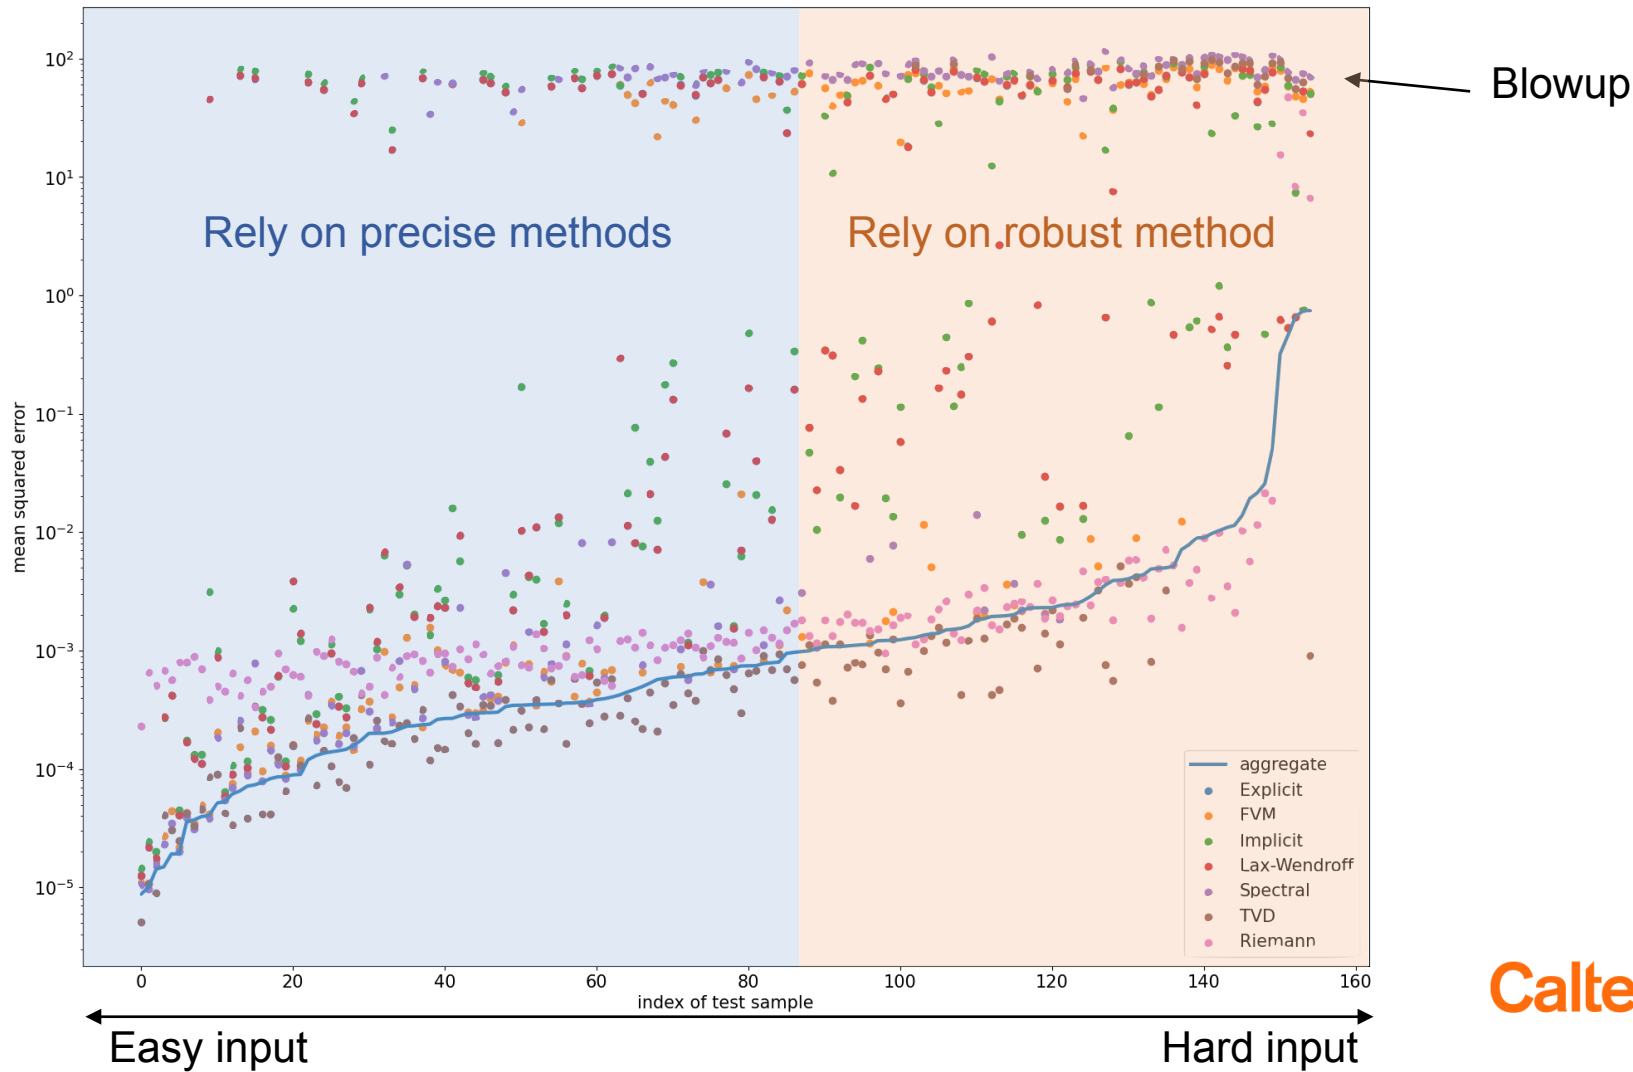 10²
Blowup
10¹
Rely on precise methods
Rely on robust method
10⁰
10⁻¹
mean squared error
10⁻²
10⁻³
10⁻⁴
10⁻⁵
aggregate
Explicit
FVM
Implicit
Lax-Wendroff
Spectral
TVD
Riemann
0 20 40 60 80 100 120 140 160
index of test sample
Calte
Easy input
Hard input